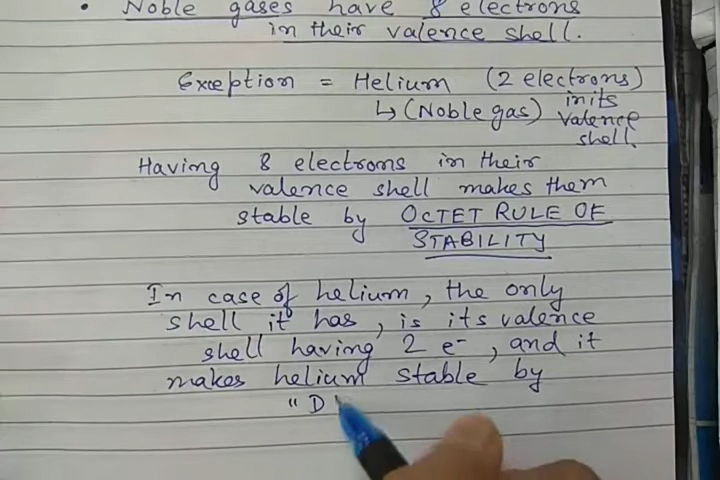 • Noble gases have 8 electrons
in their valence shell.
Exception = Helium (2 electrons)
↳ (Noble gas) in its
valence
shell.
Having 8 electrons in their
valence shell makes them
stable by OCTET RULE OF
STABILITY
In case of helium, the only
shell it has, is its valence
shell having 2 e⁻, and it
makes helium stable by
"D